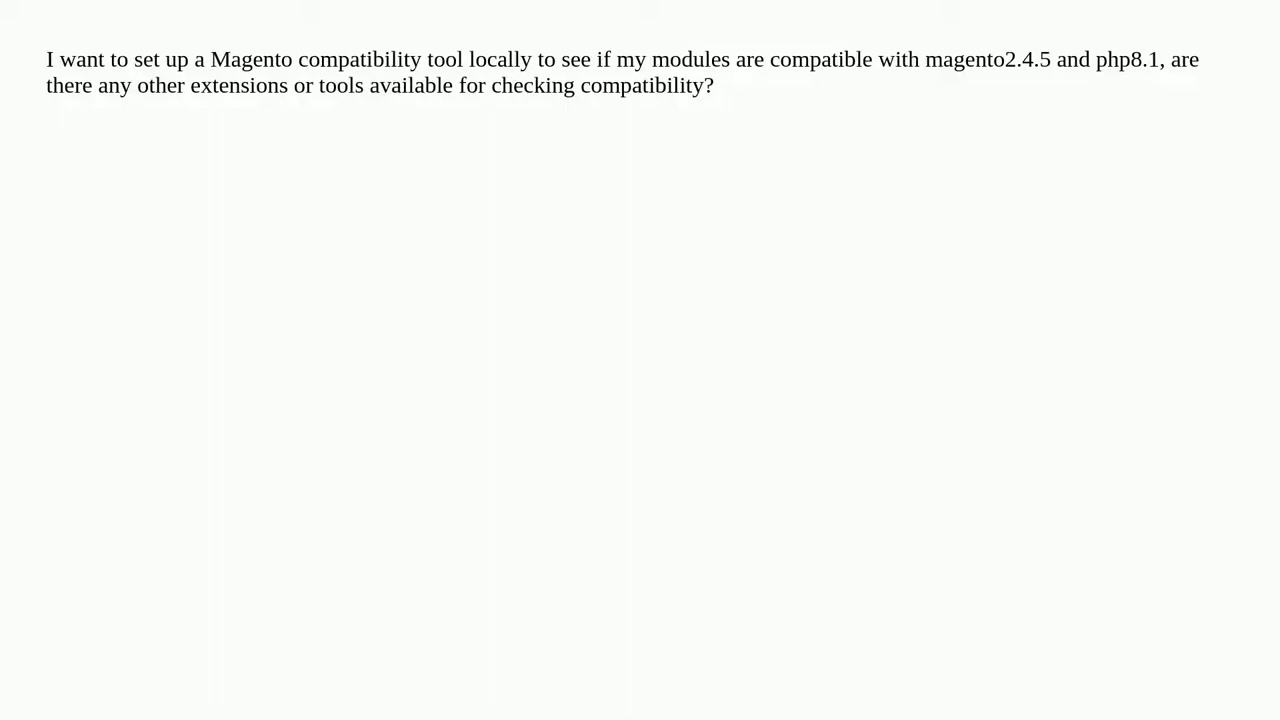 I want to set up a Magento compatibility tool locally to see if my modules are compatible with magento2.4.5 and php8.1, are
there any other extensions or tools available for checking compatibility?